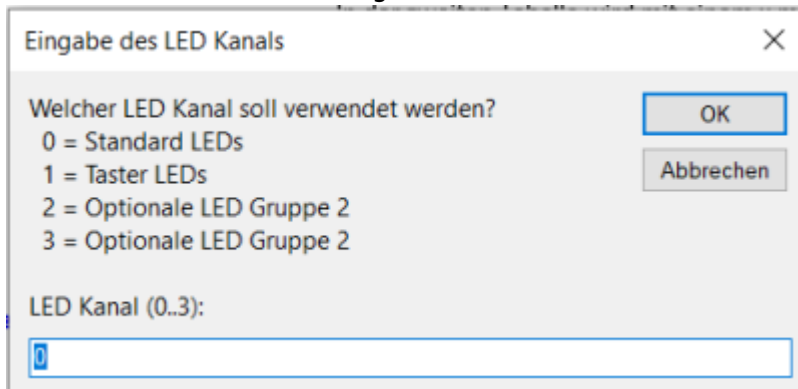 Eingabe des LED Kanals
Welcher LED Kanal soll verwendet werden?
OK
0 = Standard LEDs
1 = Taster LEDs
Abbrechen
2 = Optionale LED Gruppe 2
3 = Optionale LED Gruppe 2
LED Kanal (0..3):
0